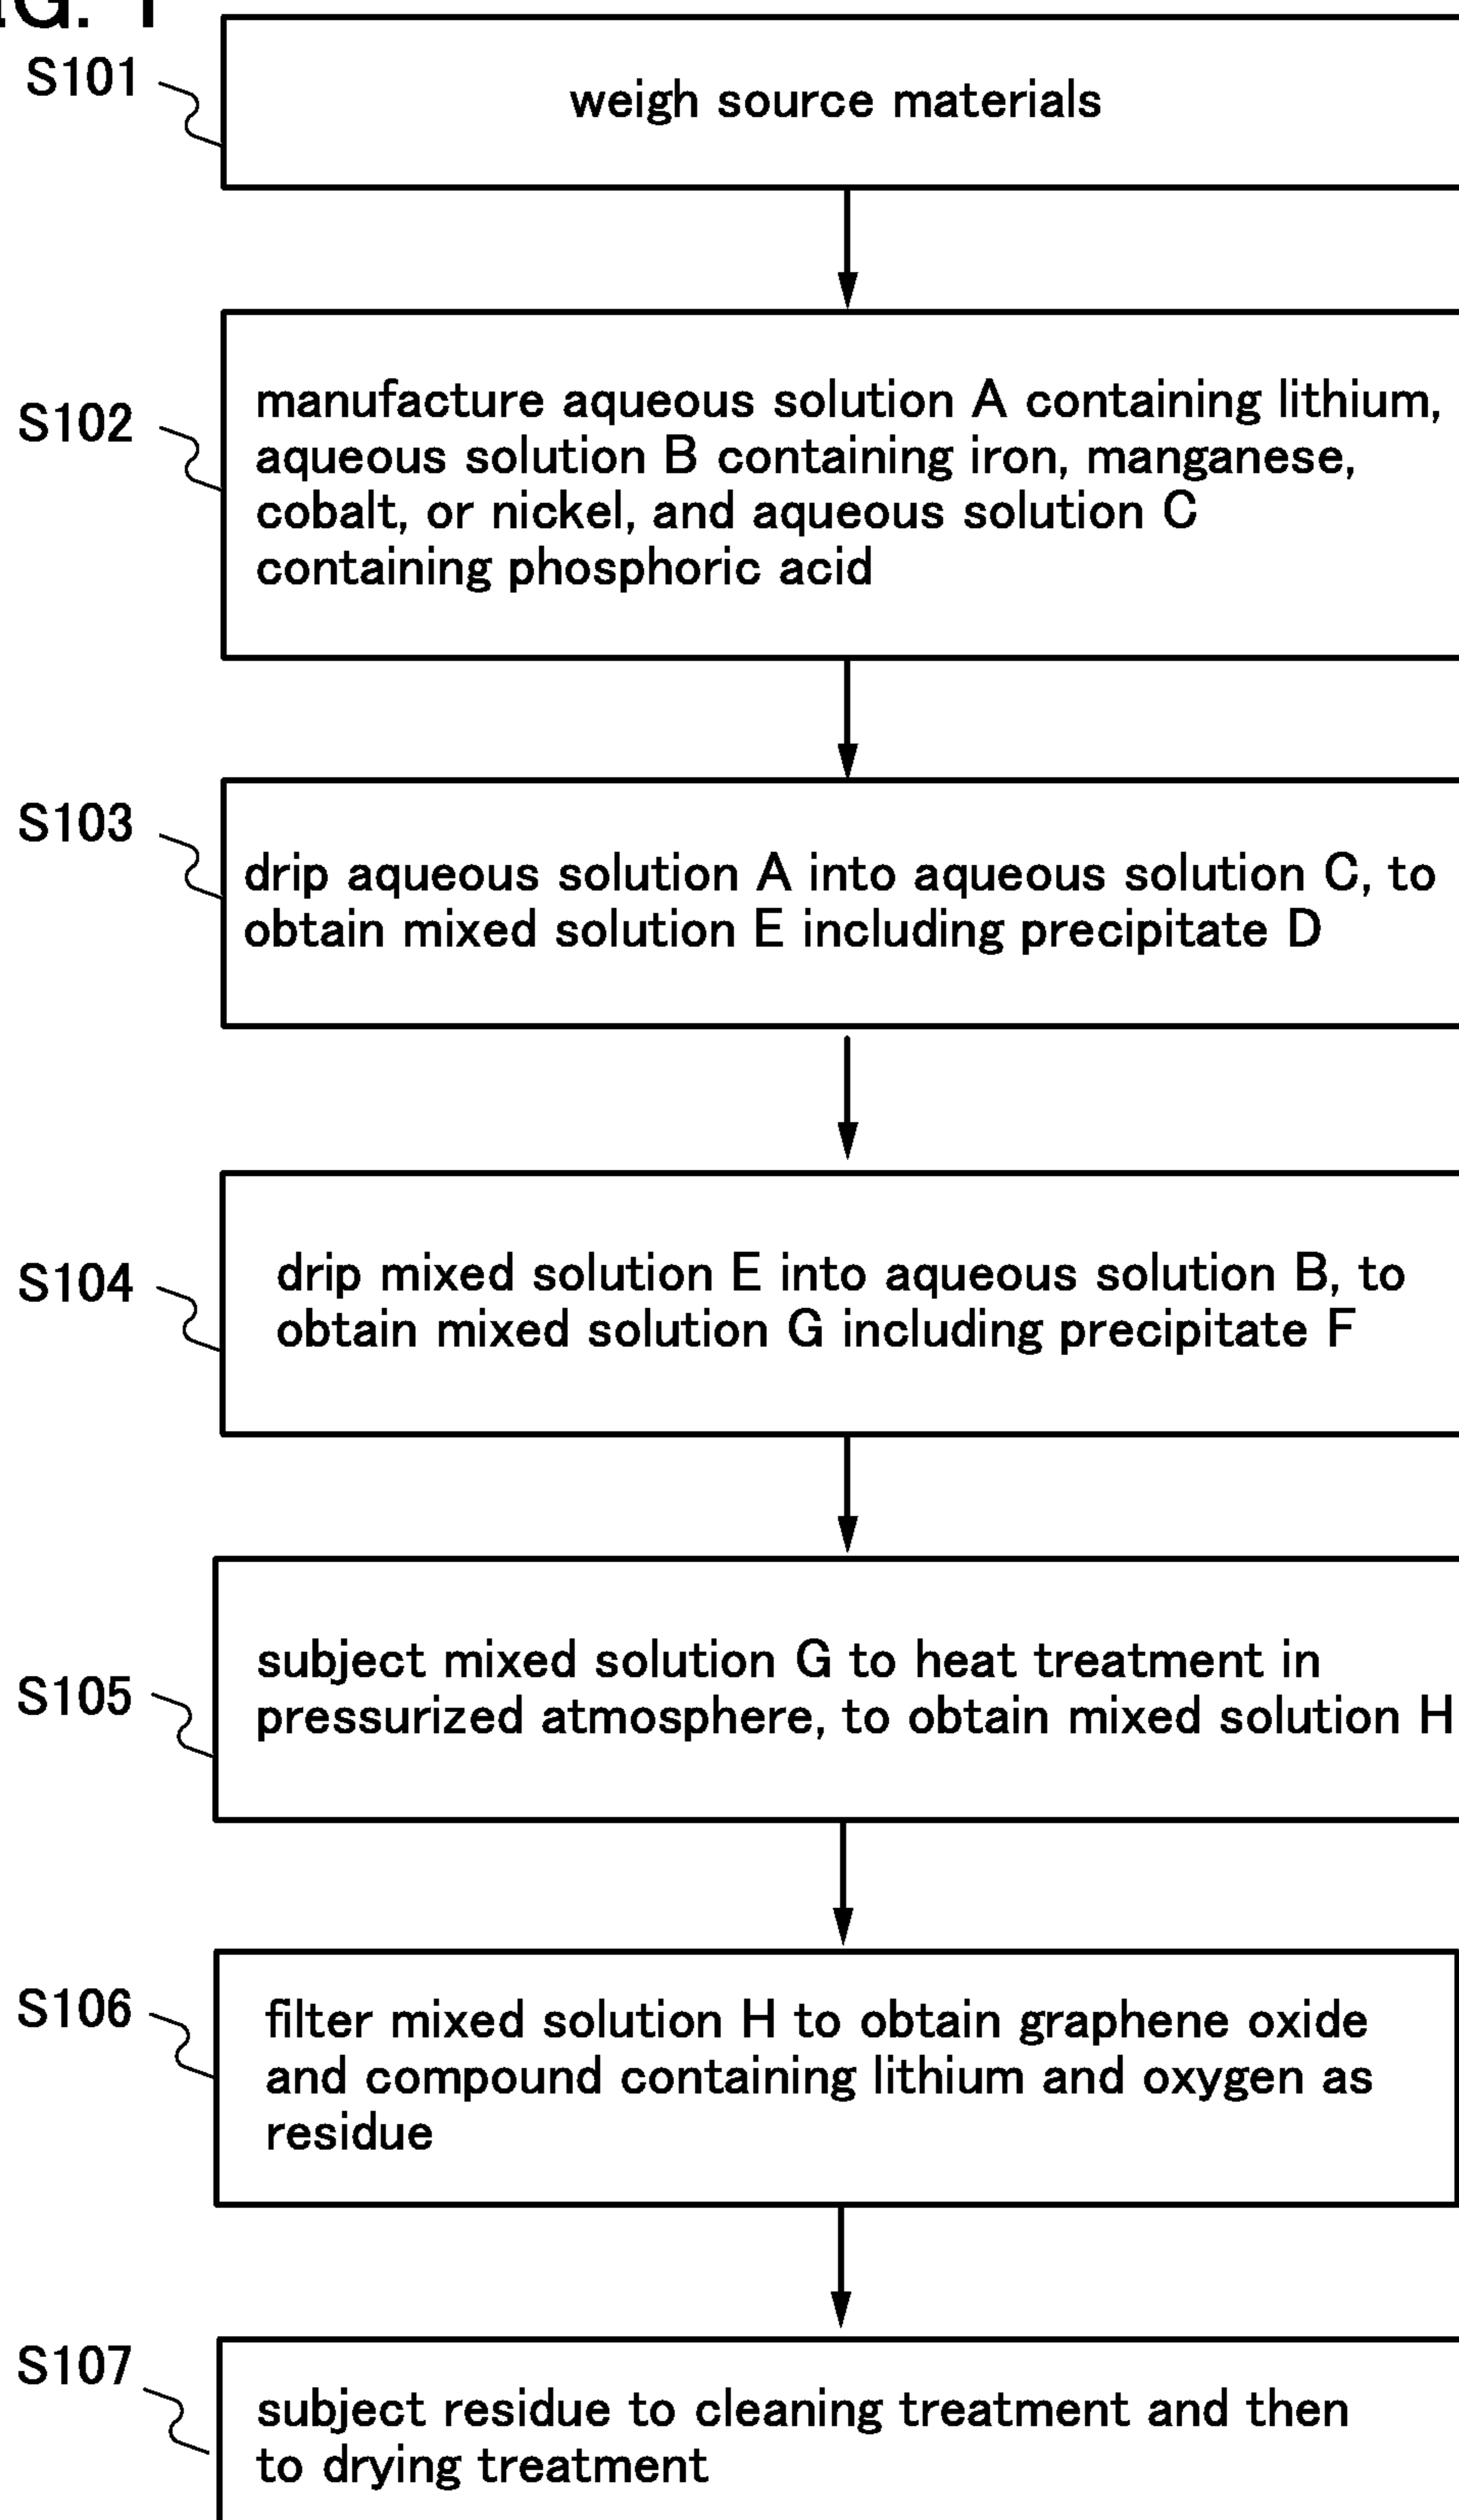 G. 1
S101
weigh source materials
S102
manufacture aqueous solution A containing lithium,
aqueous solution B containing iron, manganese,
cobalt, or nickel, and aqueous solution C
containing phosphoric acid
S103
drip aqueous solution A into aqueous solution C, to
obtain mixed solution E including precipitate D
S104
drip mixed solution E into aqueous solution B, to
obtain mixed solution G including precipitate F
S105
subject mixed solution G to heat treatment in
pressurized atmosphere, to obtain mixed solution H
S106
filter mixed solution H to obtain graphene oxide
and compound containing lithium and oxygen as
residue
S107
subject residue to cleaning treatment and then
to drying treatment